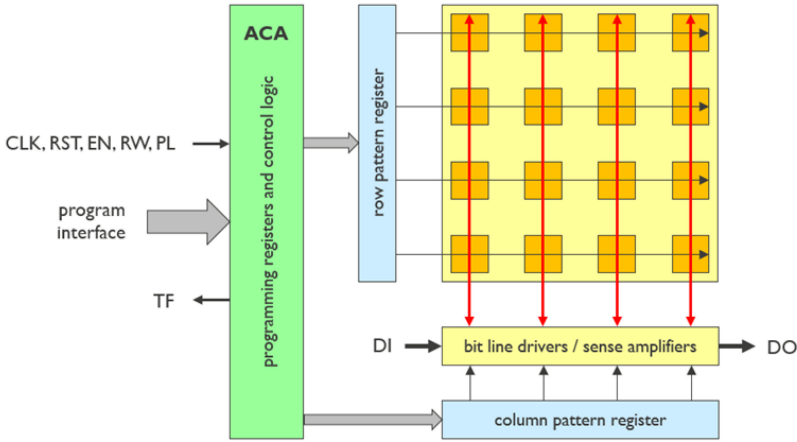 ACA
programming registers and control logic
row pattern register
CLK, RST, EN, RW, PL
program
interface
TF
DI
bit line drivers / sense amplifiers
DO
column pattern register